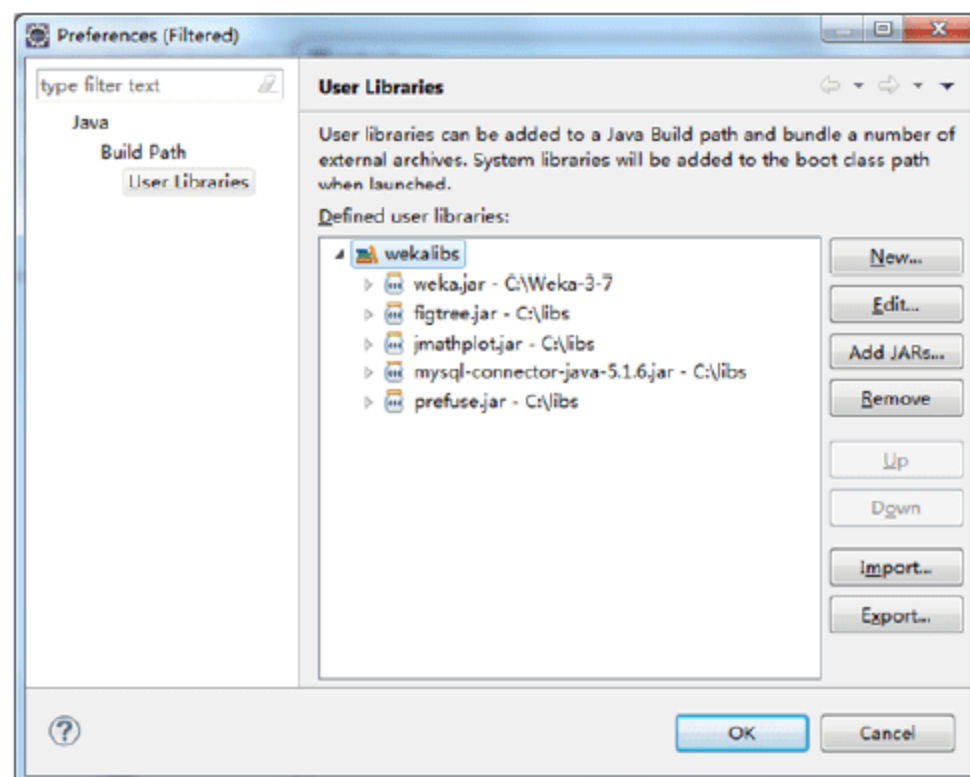 Preferences (Filtered)
type filter text
Java
Build Path
User Libraries
User Libraries
User libraries can be added to a Java Build path and bundle a number of
external archives. System libraries will be added to the boot class path
when launched.
Defined user libraries:
wekalibs
weka.jar - C:\Weka-3-7
figtree.jar - C:\libs
jmathplot.jar - C:\libs
mysql-connector-java-5.1.6.jar - C:\libs
prefuse.jar - C:\libs
New...
Edit...
Add JARs...
Remove
Up
Down
Import...
Export...
OK
Cancel